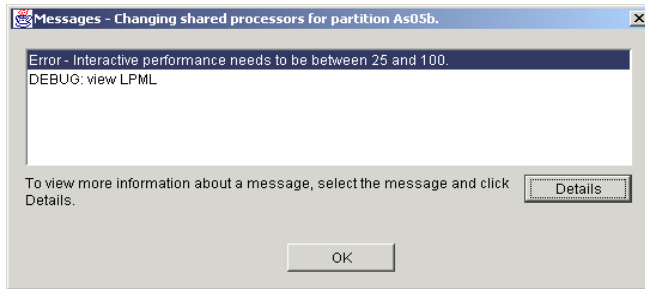 Messages - Changing shared processors for partition As05b.
Error - Interactive performance needs to be between 25 and 100.
DEBUG: view LPML
To view more information about a message, select the message and click
Details.
Details
OK